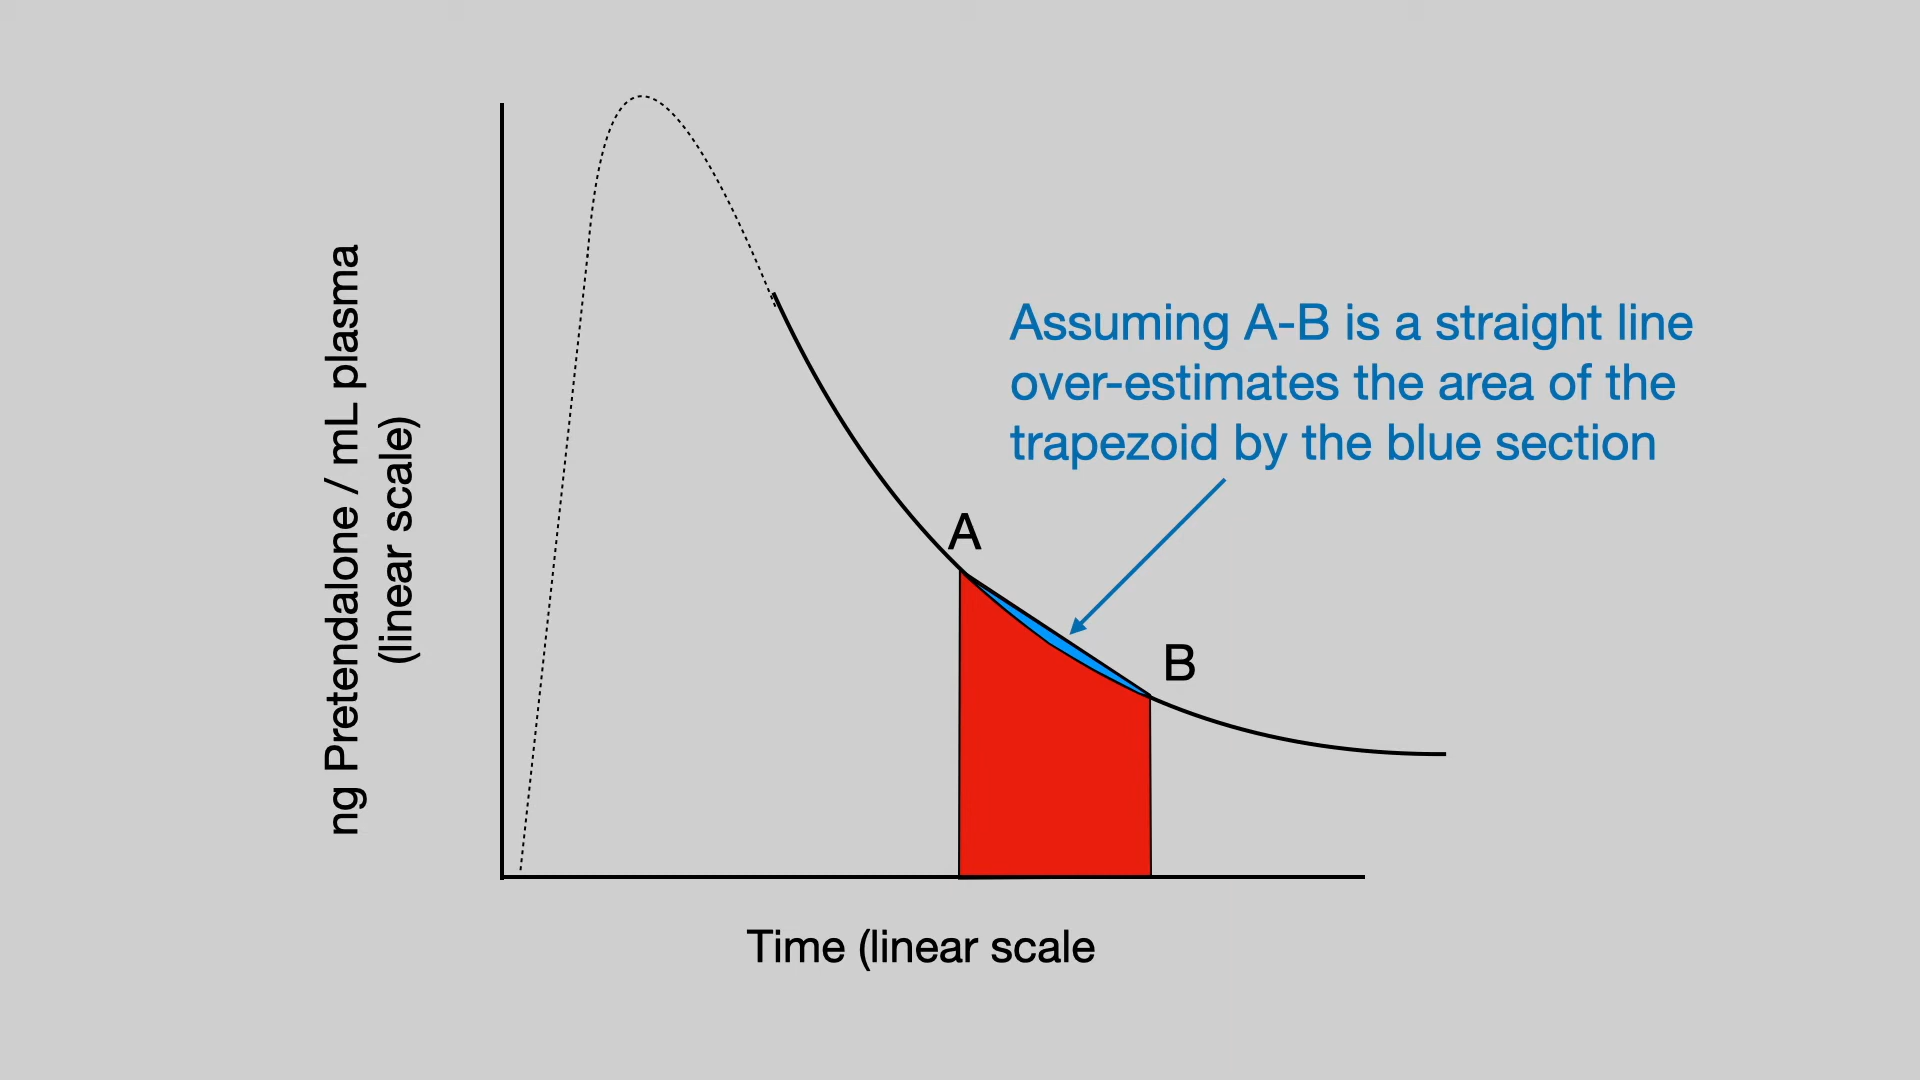 ng Pretendalone / mL plasma
(linear scale)
Assuming A-B is a straight line
over-estimates the area of the
trapezoid by the blue section
A
B
Time (linear scale